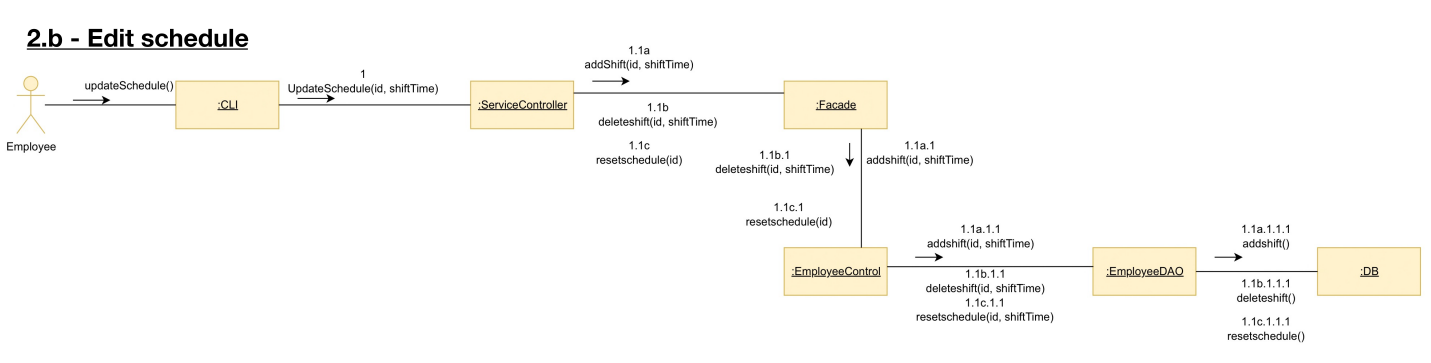 2.b - Edit schedule
Employee
updateSchedule()
:CLI
1
UpdateSchedule(id, shiftTime)
:ServiceController
1.1a
addShift(id, shiftTime)
1.1b
deleteshift(id, shiftTime)
1.1c
resetschedule(id)
:Facade
1.1a.1
addshift(id, shiftTime)
1.1b.1
deleteshift(id, shiftTime)
1.1c.1
resetschedule(id)
:EmployeeControl
1.1a.1.1
addshift(id, shiftTime)
1.1b.1.1
deleteshift(id, shiftTime)
1.1c.1.1
resetschedule(id, shiftTime)
:EmployeeDAO
1.1a.1.1.1
addshift()
1.1b.1.1.1
deleteshift()
1.1c.1.1.1
resetschedule()
:DB